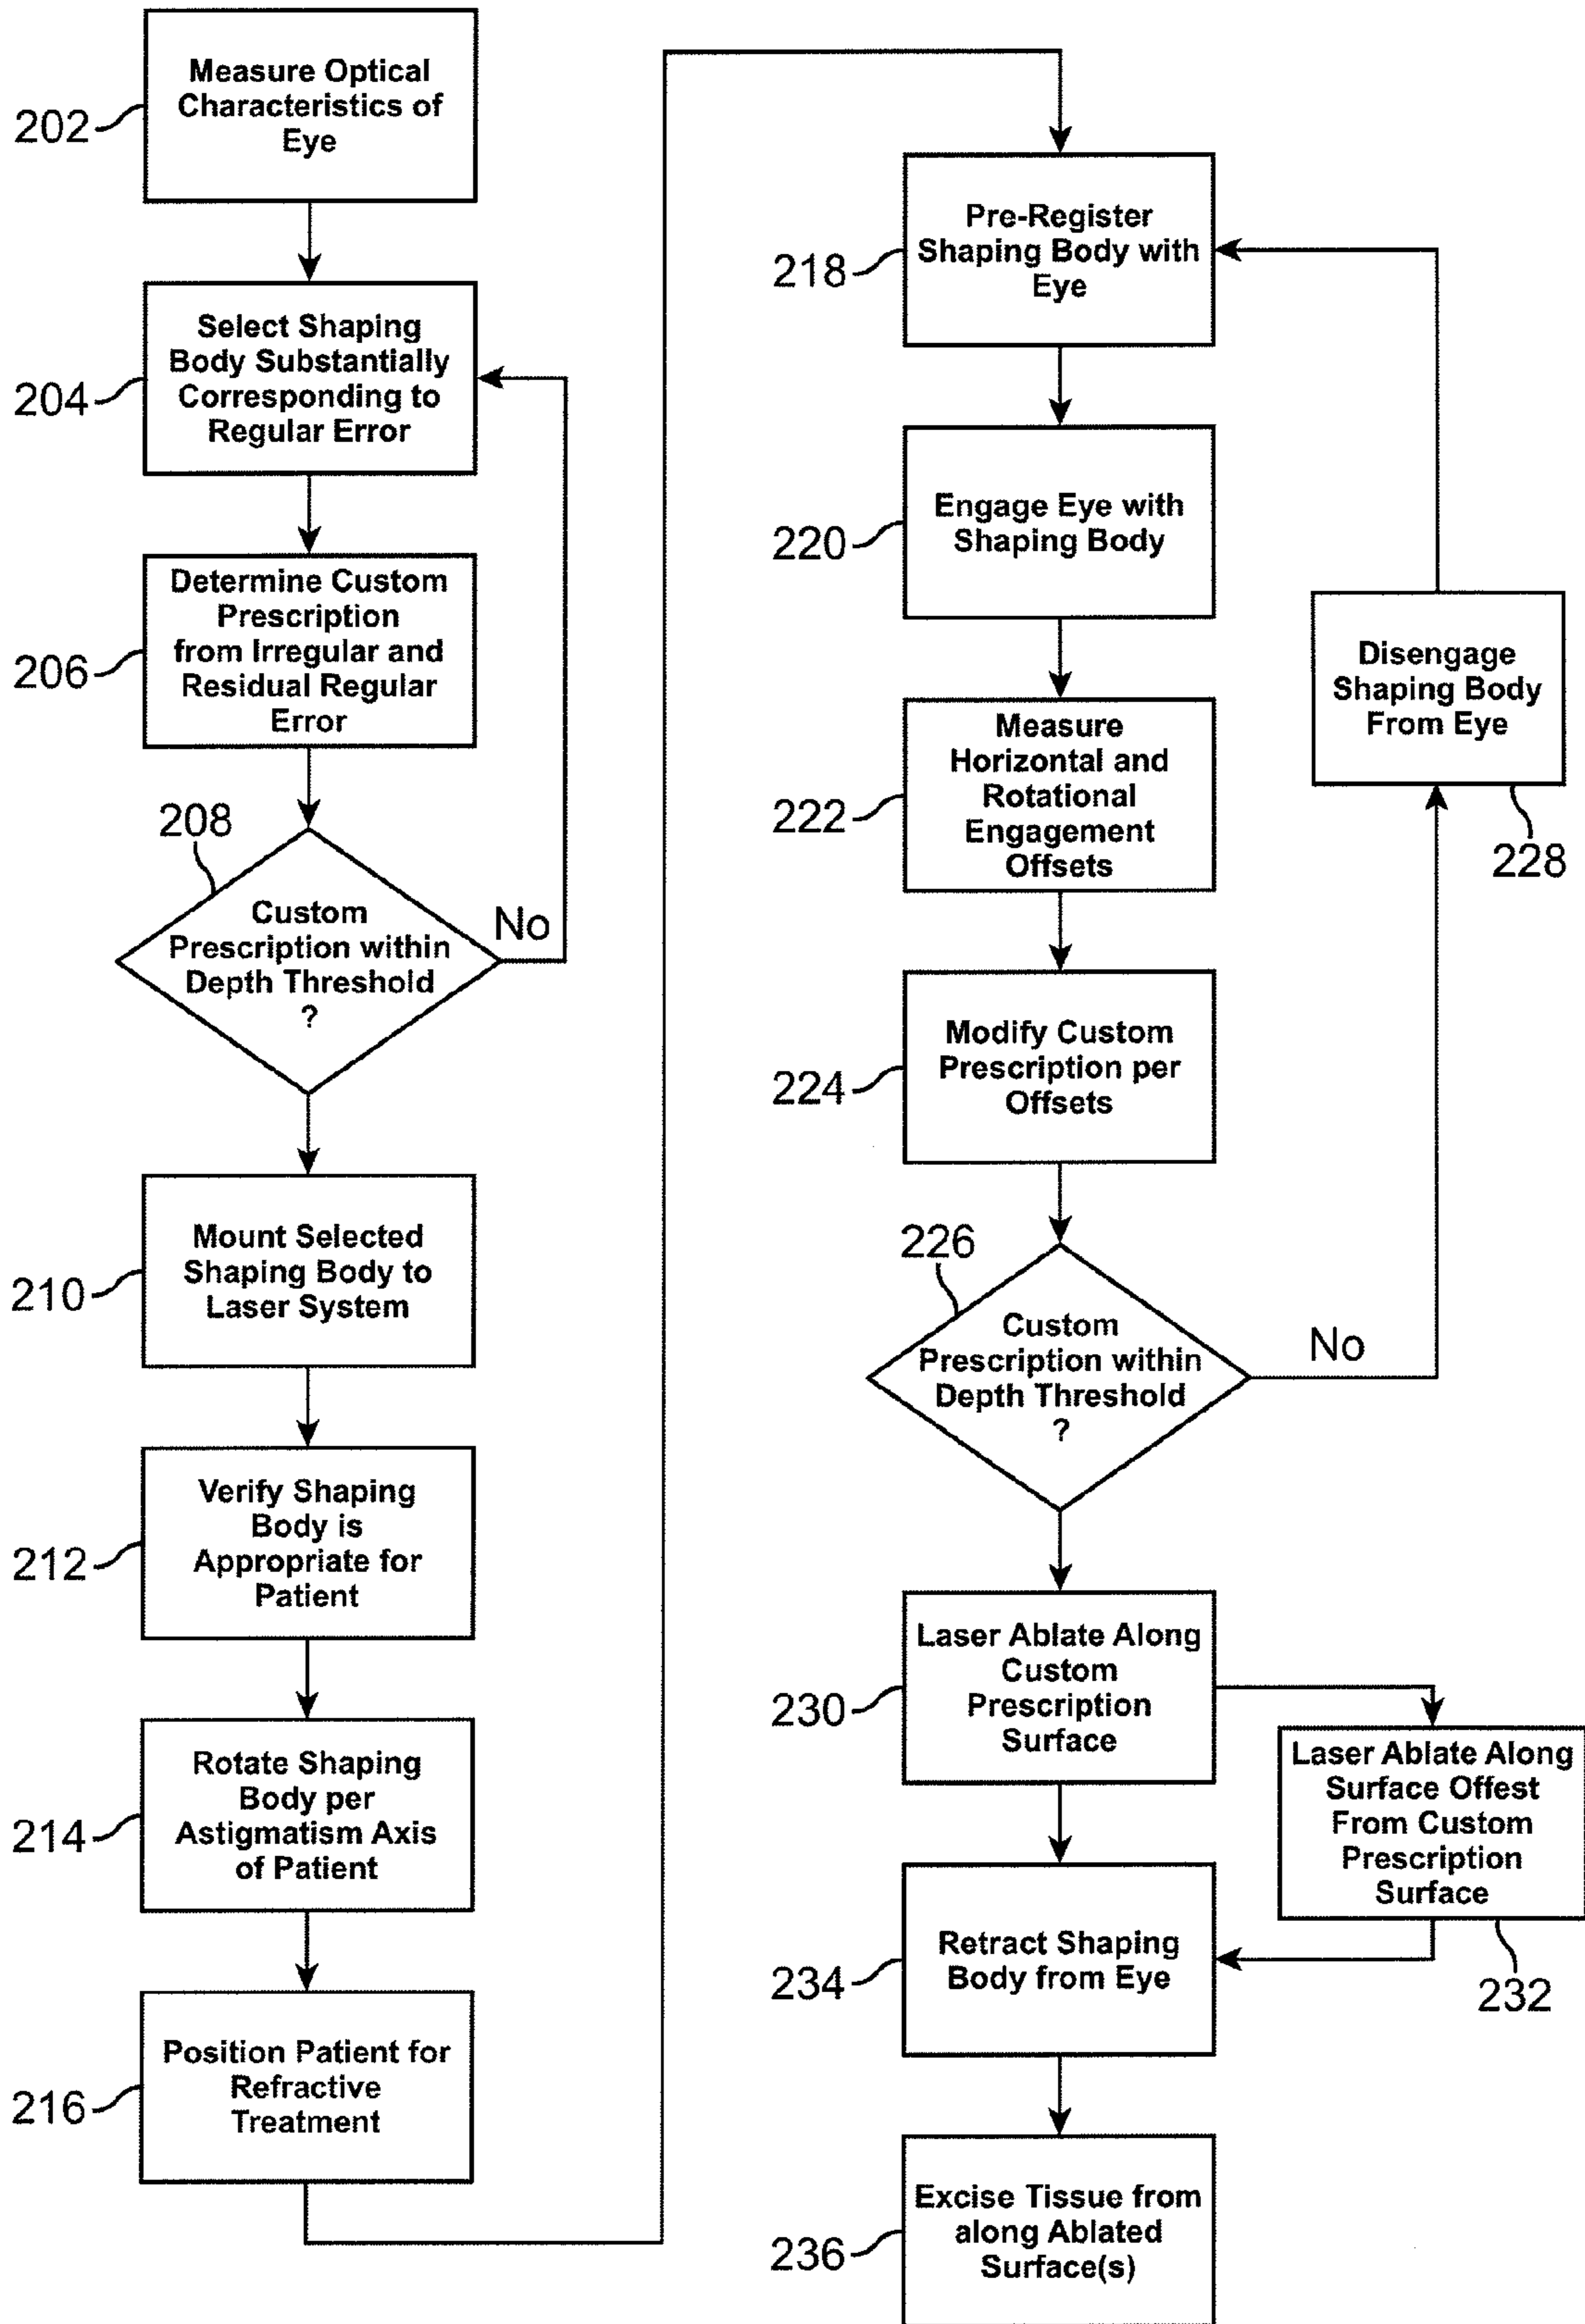 Measure Optical
Characteristics of
Eye
202
Select Shaping
Body Substantially
Corresponding to
Regular Error
204
Determine Custom
Prescription
from Irregular and
Residual Regular
Error
206
208
Custom
Prescription within
Depth Threshold
?
No
Mount Selected
Shaping Body to
Laser System
210
Verify Shaping
Body is
Appropriate for
Patient
212
Rotate Shaping
Body per
Astigmatism Axis
of Patient
214
Position Patient for
Refractive
Treatment
216
Pre-Register
Shaping Body with
Eye
218
Engage Eye with
Shaping Body
220
Measure
Horizontal and
Rotational
Engagement
Offsets
222
Modify Custom
Prescription per
Offsets
224
226
Custom
Prescription within
Depth Threshold
?
No
Disengage
Shaping Body
From Eye
228
Laser Ablate Along
Custom
Prescription
Surface
230
Laser Ablate Along
Surface Offest
From Custom
Prescription
Surface
232
Retract Shaping
Body from Eye
234
Excise Tissue from
along Ablated
Surface(s)
236